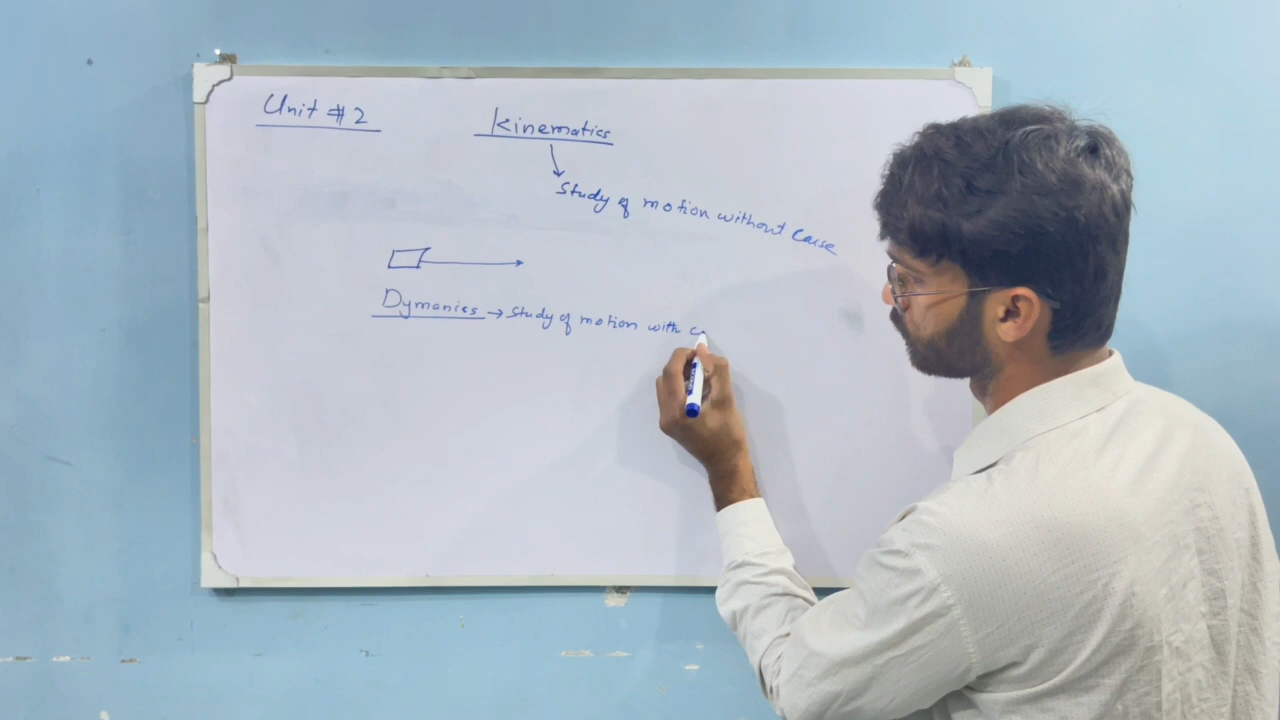 Unit # 2
Kinematics
Study of motion without Cause
Dymanics → Study of motion with c